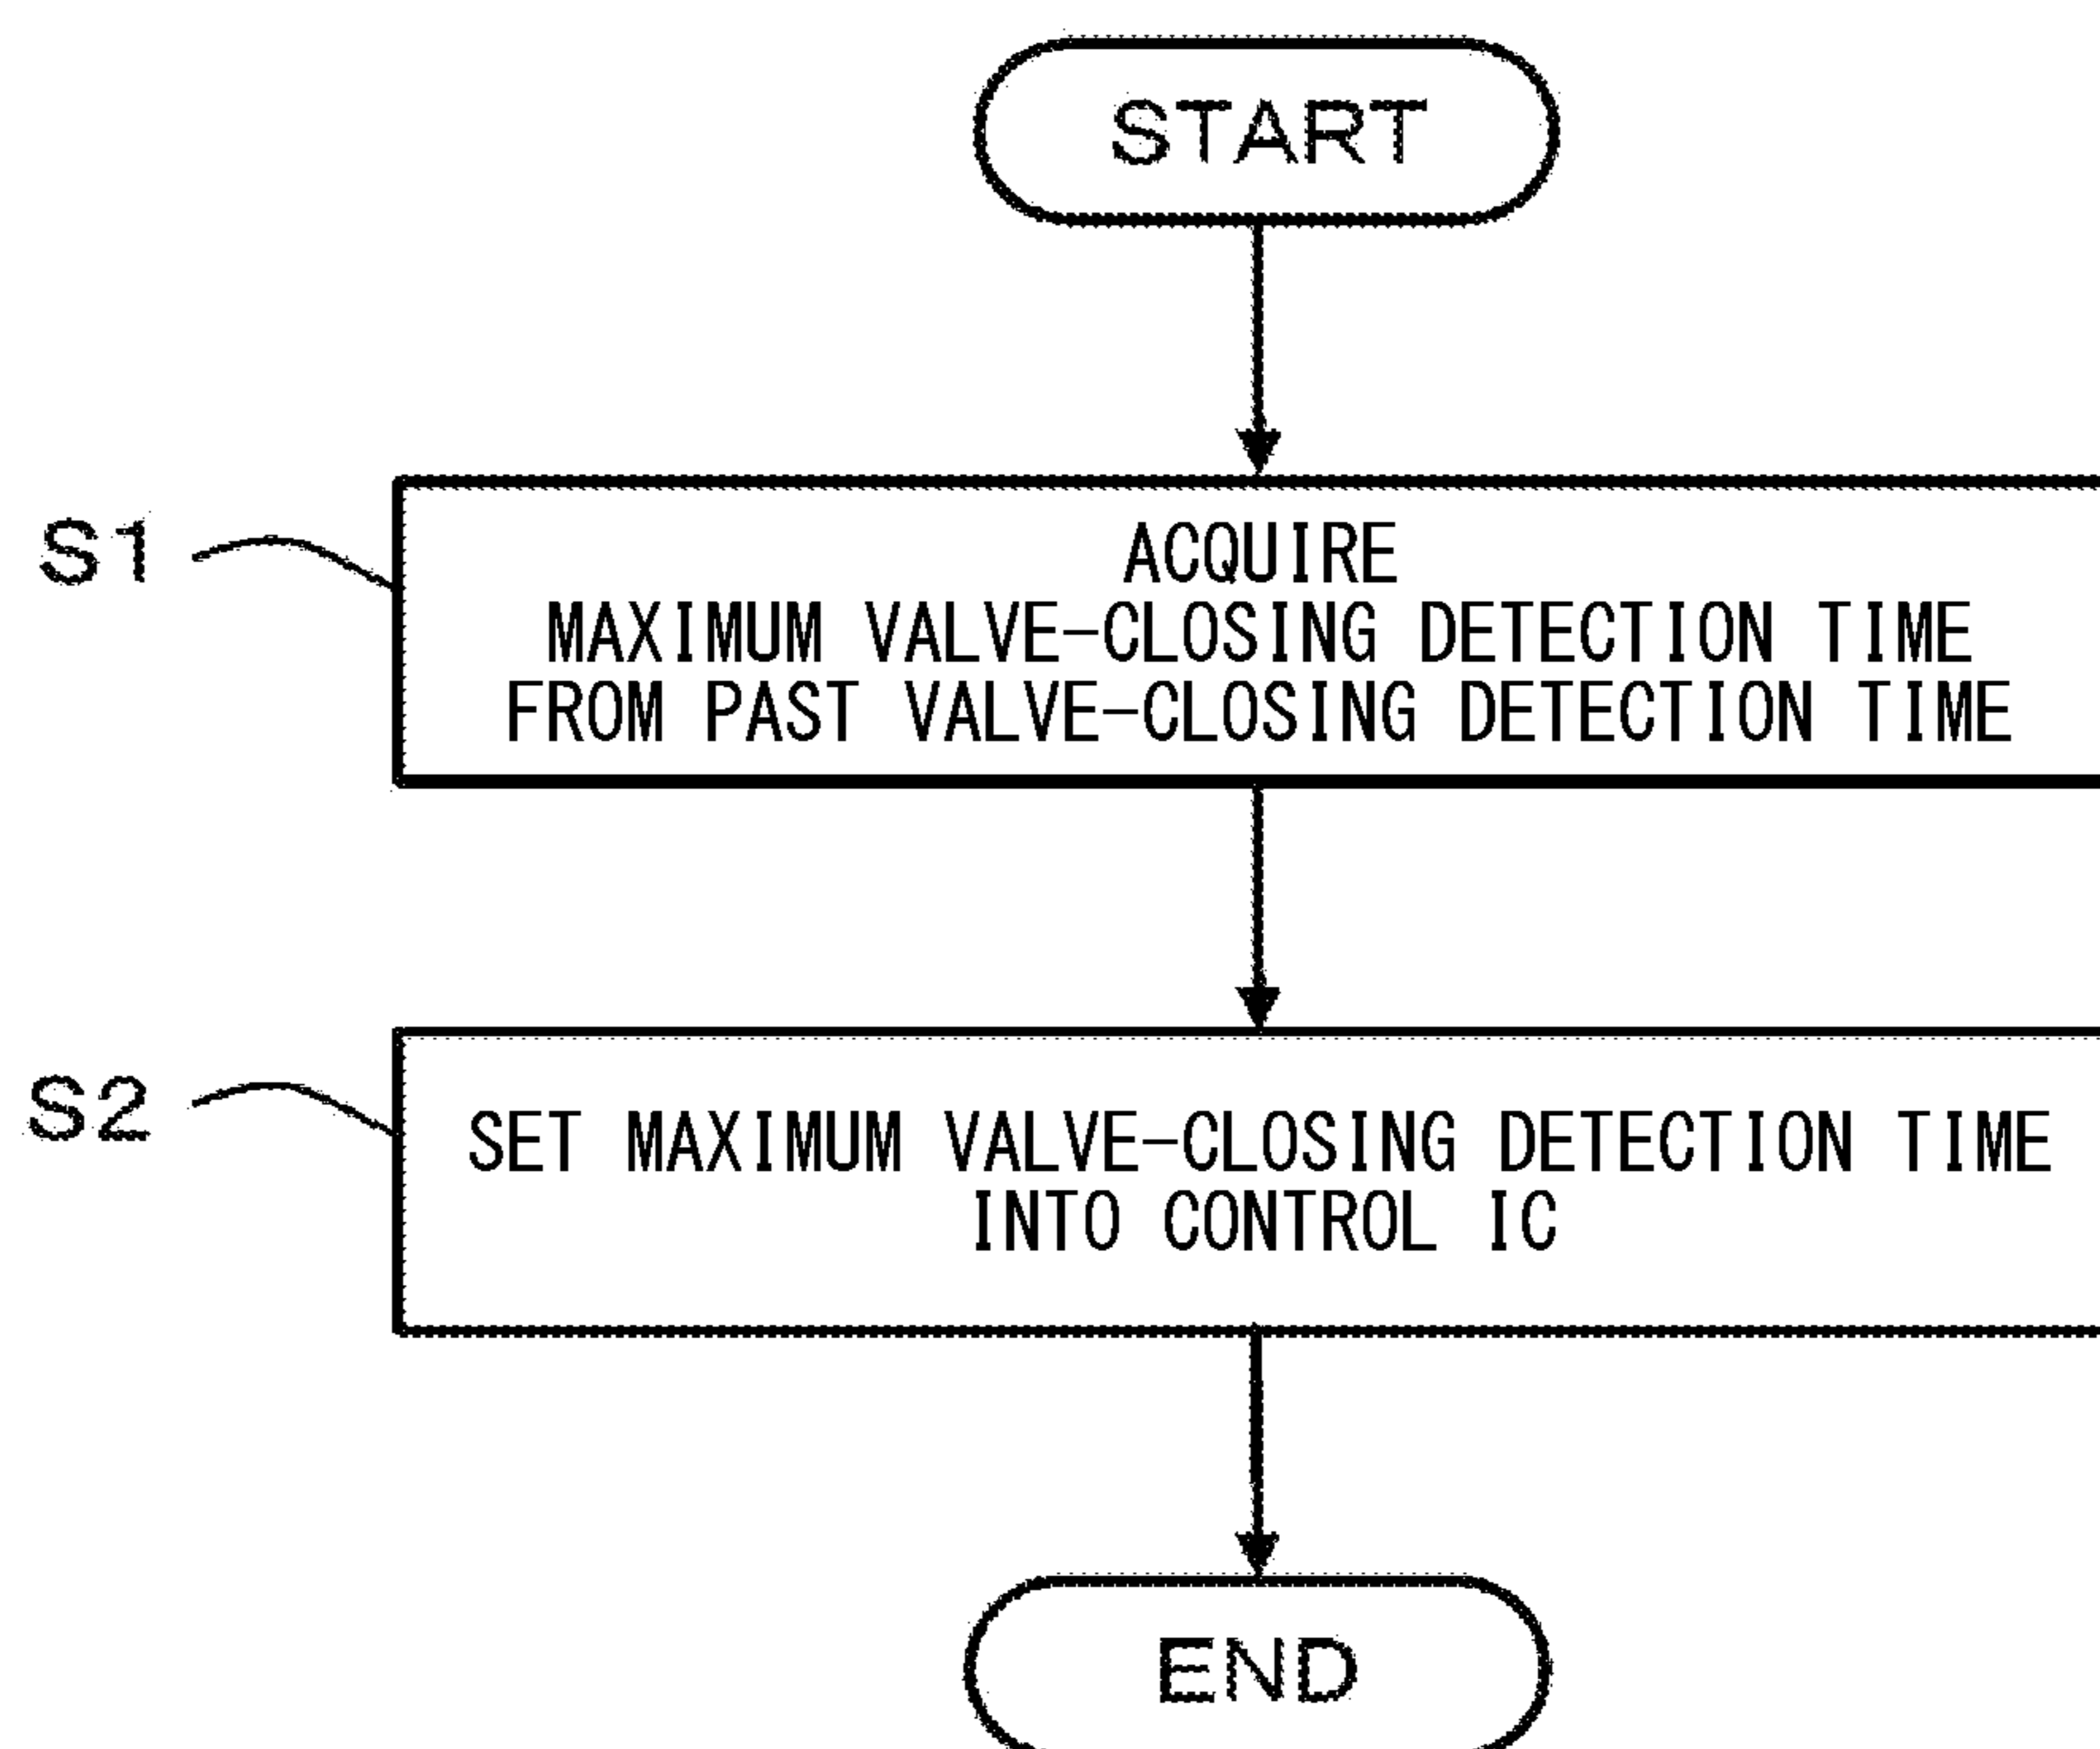 START
S1
ACQUIRE
MAXIMUM VALVE-CLOSING DETECTION TIME
FROM PAST VALVE-CLOSING DETECTION TIME
S2
SET MAXIMUM VALVE-CLOSING DETECTION TIME
INTO CONTROL IC
END